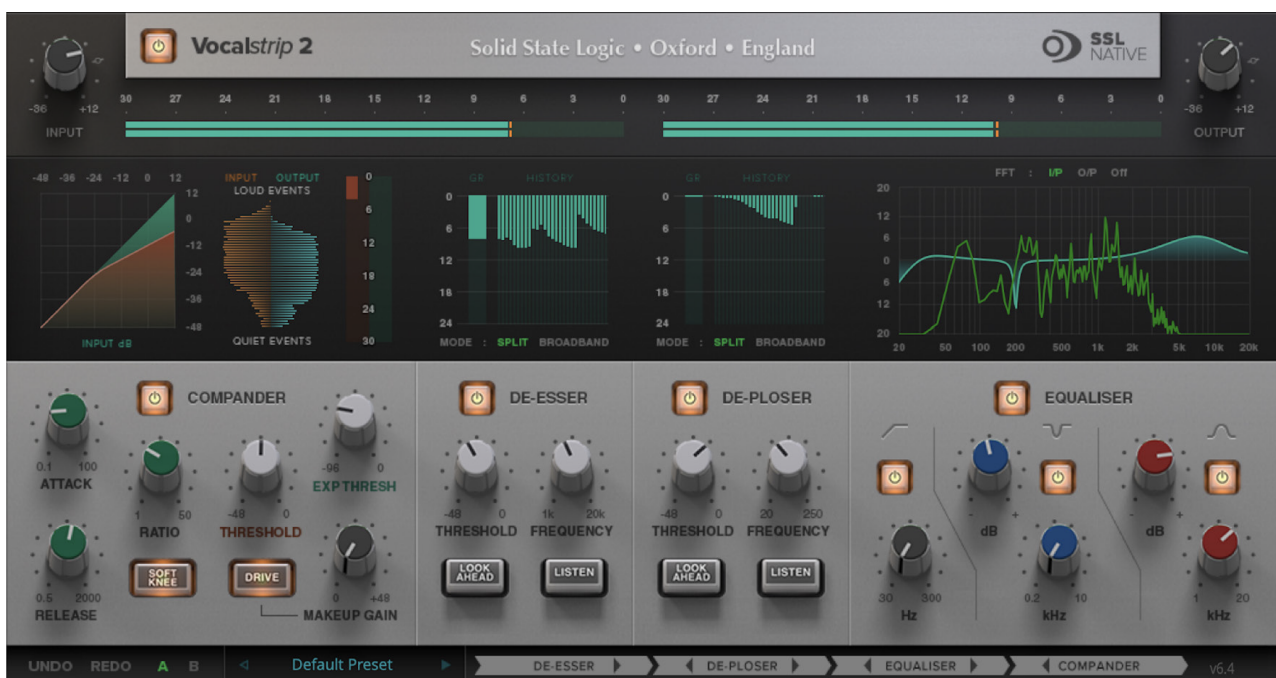 Vocalstrip 2
Solid State Logic • Oxford • England
SSL
NATIVE
-36 +12
INPUT
30 27 24 21 18 15 12 9 6 3 0
30 27 24 21 18 15 12 9 6 3 0
-36 +12
OUTPUT
-48 -36 -24 -12 0 12
12
0
-12
-24
-36
-48
INPUT dB
INPUT OUTPUT
LOUD EVENTS
QUIET EVENTS
0
6
12
18
24
30
GR HISTORY
0
6
12
18
24
MODE : SPLIT BROADBAND
GR HISTORY
0
6
12
18
24
MODE : SPLIT BROADBAND
FFT : I/P O/P Off
20
12
6
0
6
12
20
20 50 100 200 500 1k 2k 5k 10k 20k
COMPANDER
0.1 100
ATTACK
1 50
RATIO
-48 0
THRESHOLD
-96 0
EXP THRESH
0.5 2000
RELEASE
SOFT
KNEE
DRIVE
0 +48
MAKEUP GAIN
DE-ESSER
-48 0
THRESHOLD
1k 20k
FREQUENCY
LOOK
AHEAD
LISTEN
DE-PLOSER
-48 0
THRESHOLD
20 250
FREQUENCY
LOOK
AHEAD
LISTEN
EQUALISER
- +
dB
- +
dB
30 300
Hz
0.2 10
kHz
1 20
kHz
UNDO REDO A B
Default Preset
DE-ESSER
DE-PLOSER
EQUALISER
COMPANDER
v6.4